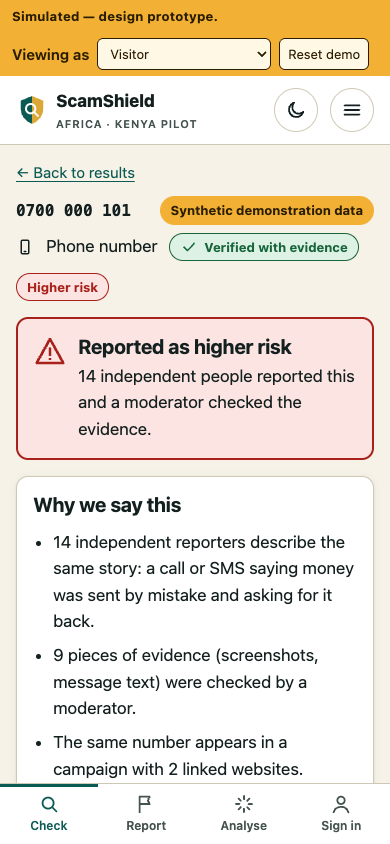 Simulated — design prototype.
Viewing as Visitor Reset demo
ScamShield
AFRICA · KENYA PILOT
← Back to results
0700 000 101 Synthetic demonstration data
Phone number Verified with evidence
Higher risk
Reported as higher risk
14 independent people reported this
and a moderator checked the
evidence.
Why we say this
• 14 independent reporters describe the
same story: a call or SMS saying money
was sent by mistake and asking for it
back.
• 9 pieces of evidence (screenshots,
message text) were checked by a
moderator.
• The same number appears in a
campaign with 2 linked websites.
Check Report Analyse Sign in